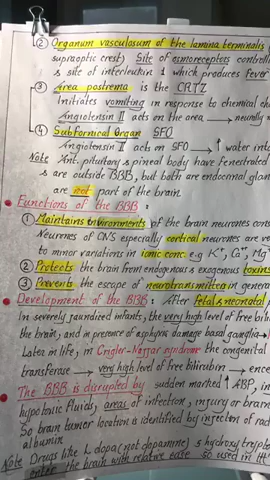 ② Organum vasculosum of the lamina terminalis
supraoptic crest) Site of osmoreceptors controll
& site of interleukin 1 which produces fever
③ Area postrema is the CRTZ
Initiates vomiting in response to chemical cha
Angiotensin II acts on the area → neurally
④ Subfornical organ SFO
Angiotensin II acts on SFO → ↑ water int
Note Ant. pituitary & pineal body have fenestrated
& are outside BBB, but both are endocrnal glan
are not part of the brain.
Functions of the BBB:
① Maintains invironments of the brain neurones cons
Neurones of CNS especially cortical neurones are ve
to minor variations in ionic conc. e.g K⁺, Ca⁺, Mg
② Protects the brain from endogenous & exogenous toxins
③ Prevents the escape of neurotransmitters in genera
Development of the BBB: After fetal & neonatal
In severely jaundiced infants, the very high level of free bili
the brain, and in presence of asphyxia damage basal ganglia→
Later in life, in Crigler-Najjar syndrome the congenital
transferase → very high level of free bilirubin → ence
The BBB is disrupted by sudden marked ↑ ABP, in
hypotonic fluids, areas of infection, injury or brain
So brain tumor location is identified by injection of rad
albumin
Note Drugs like L.dopa (not dopamine) & hydroxytrypto
enter the brain with relative ease so used in ttt